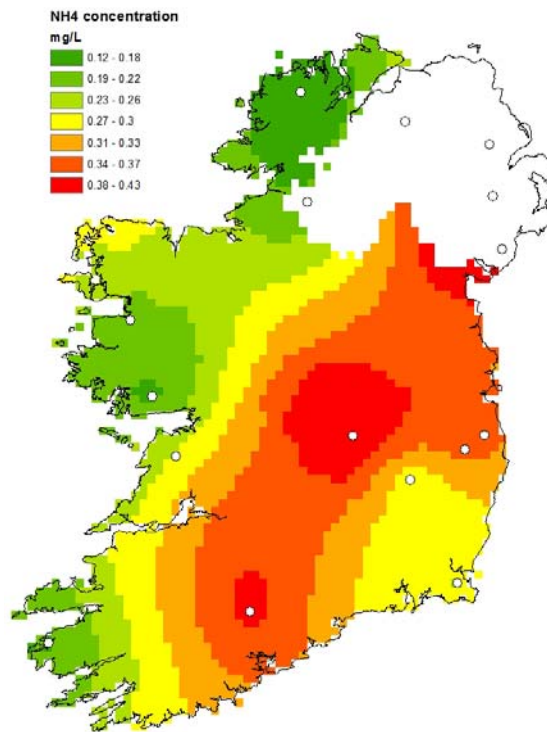 NH4 concentration
mg/L
0.12 - 0.18
0.19 - 0.22
0.23 - 0.26
0.27 - 0.3
0.31 - 0.33
0.34 - 0.37
0.38 - 0.43